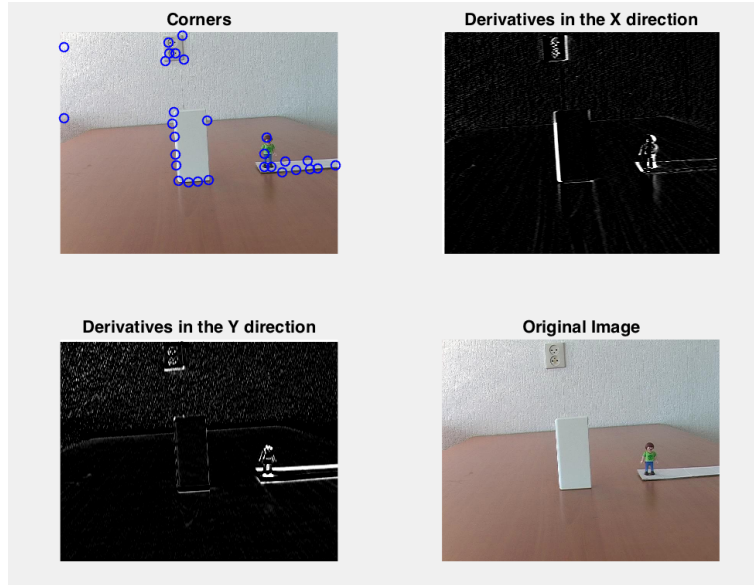 Corners
Derivatives in the X direction
Derivatives in the Y direction
Original Image